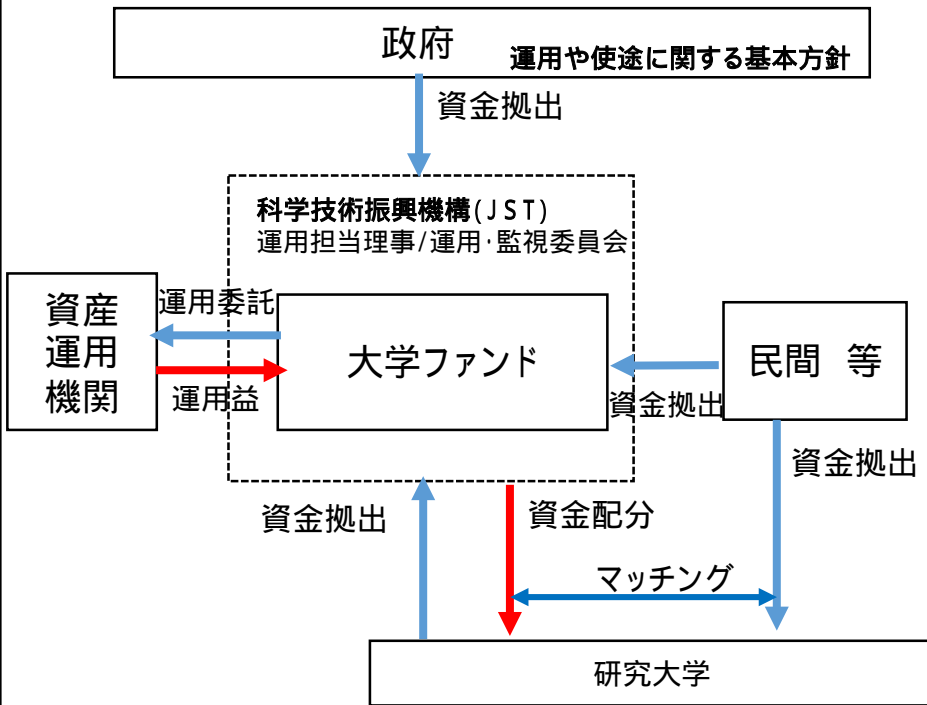 政府
運用や使途に関する基本方針
資金拠出
科学技術振興機構(JST)
運用担当理事/運用・監視委員会
資産
運用
機関
運用委託
運用益
大学ファンド
資金拠出
民間 等
資金拠出
資金拠出
資金配分
マッチング
研究大学